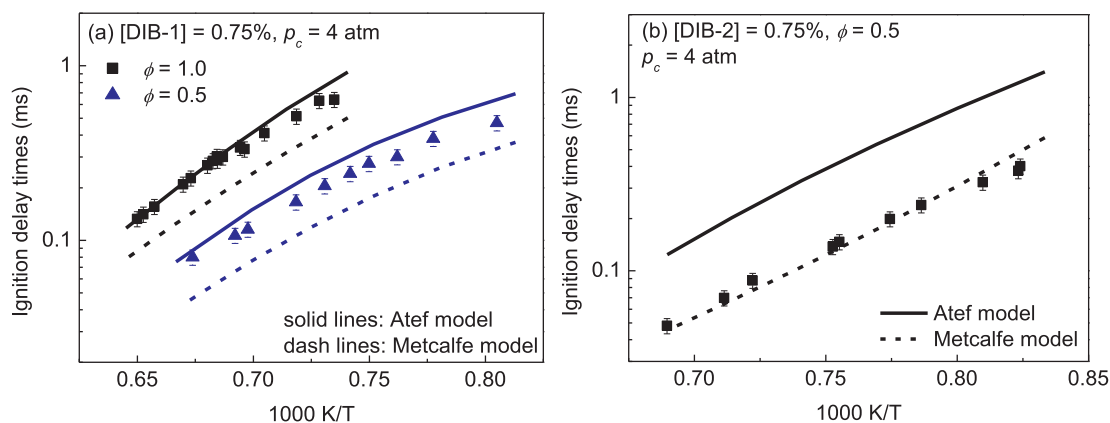 (a) [DIB-1] = 0.75%, p_c = 4 atm
ϕ = 1.0
ϕ = 0.5
1
0.1
Ignition delay times (ms)
solid lines: Atef model
dash lines: Metcalfe model
0.65 0.70 0.75 0.80
1000 K/T
(b) [DIB-2] = 0.75%, ϕ = 0.5
p_c = 4 atm
1
0.1
Ignition delay times (ms)
Atef model
Metcalfe model
0.70 0.75 0.80 0.85
1000 K/T